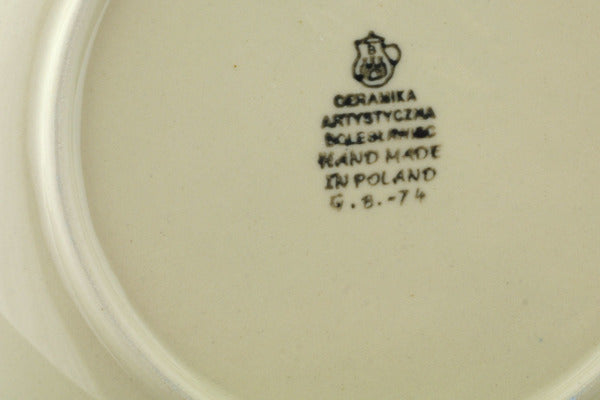 B
CERAMIKA
ARTYSTYCZNA
BOLESŁAWIEC
HAND MADE
IN POLAND
G.B.-74